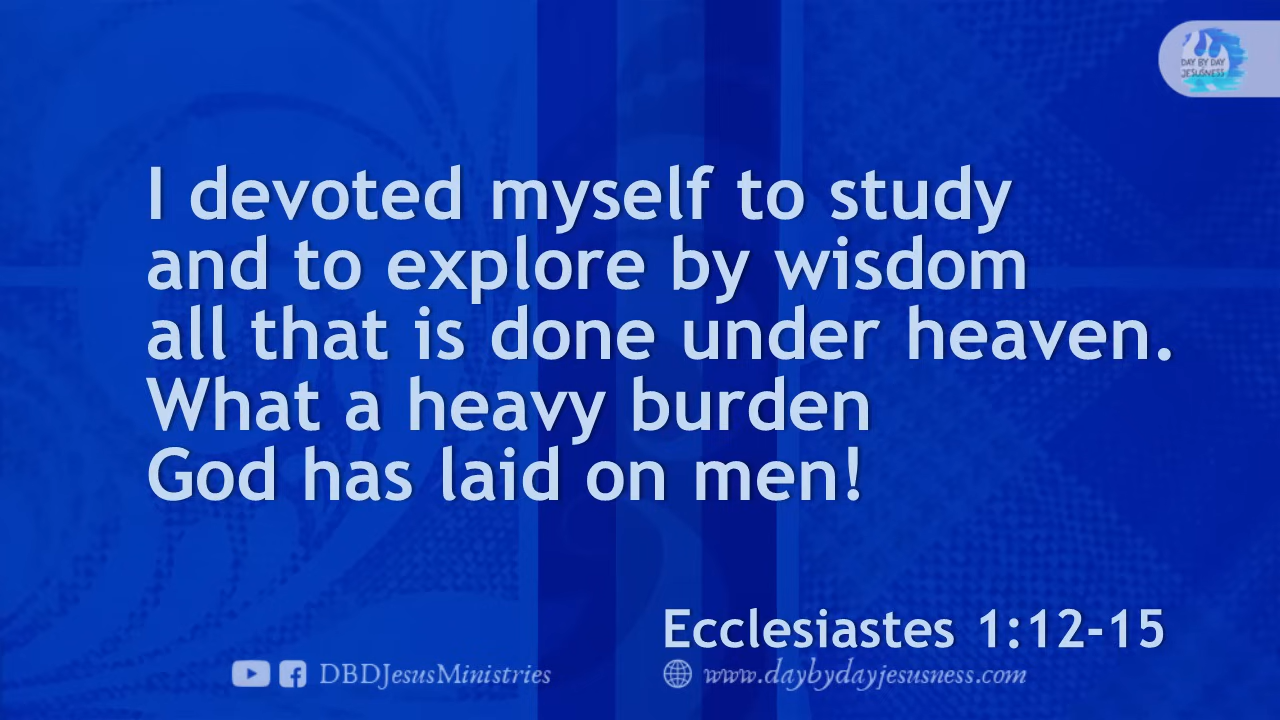 DAY BY DAY
JESUSNESS
I devoted myself to study
and to explore by wisdom
all that is done under heaven.
What a heavy burden
God has laid on men!
Ecclesiastes 1:12-15
DBDJesusMinistries
www.daybydayjesusness.com